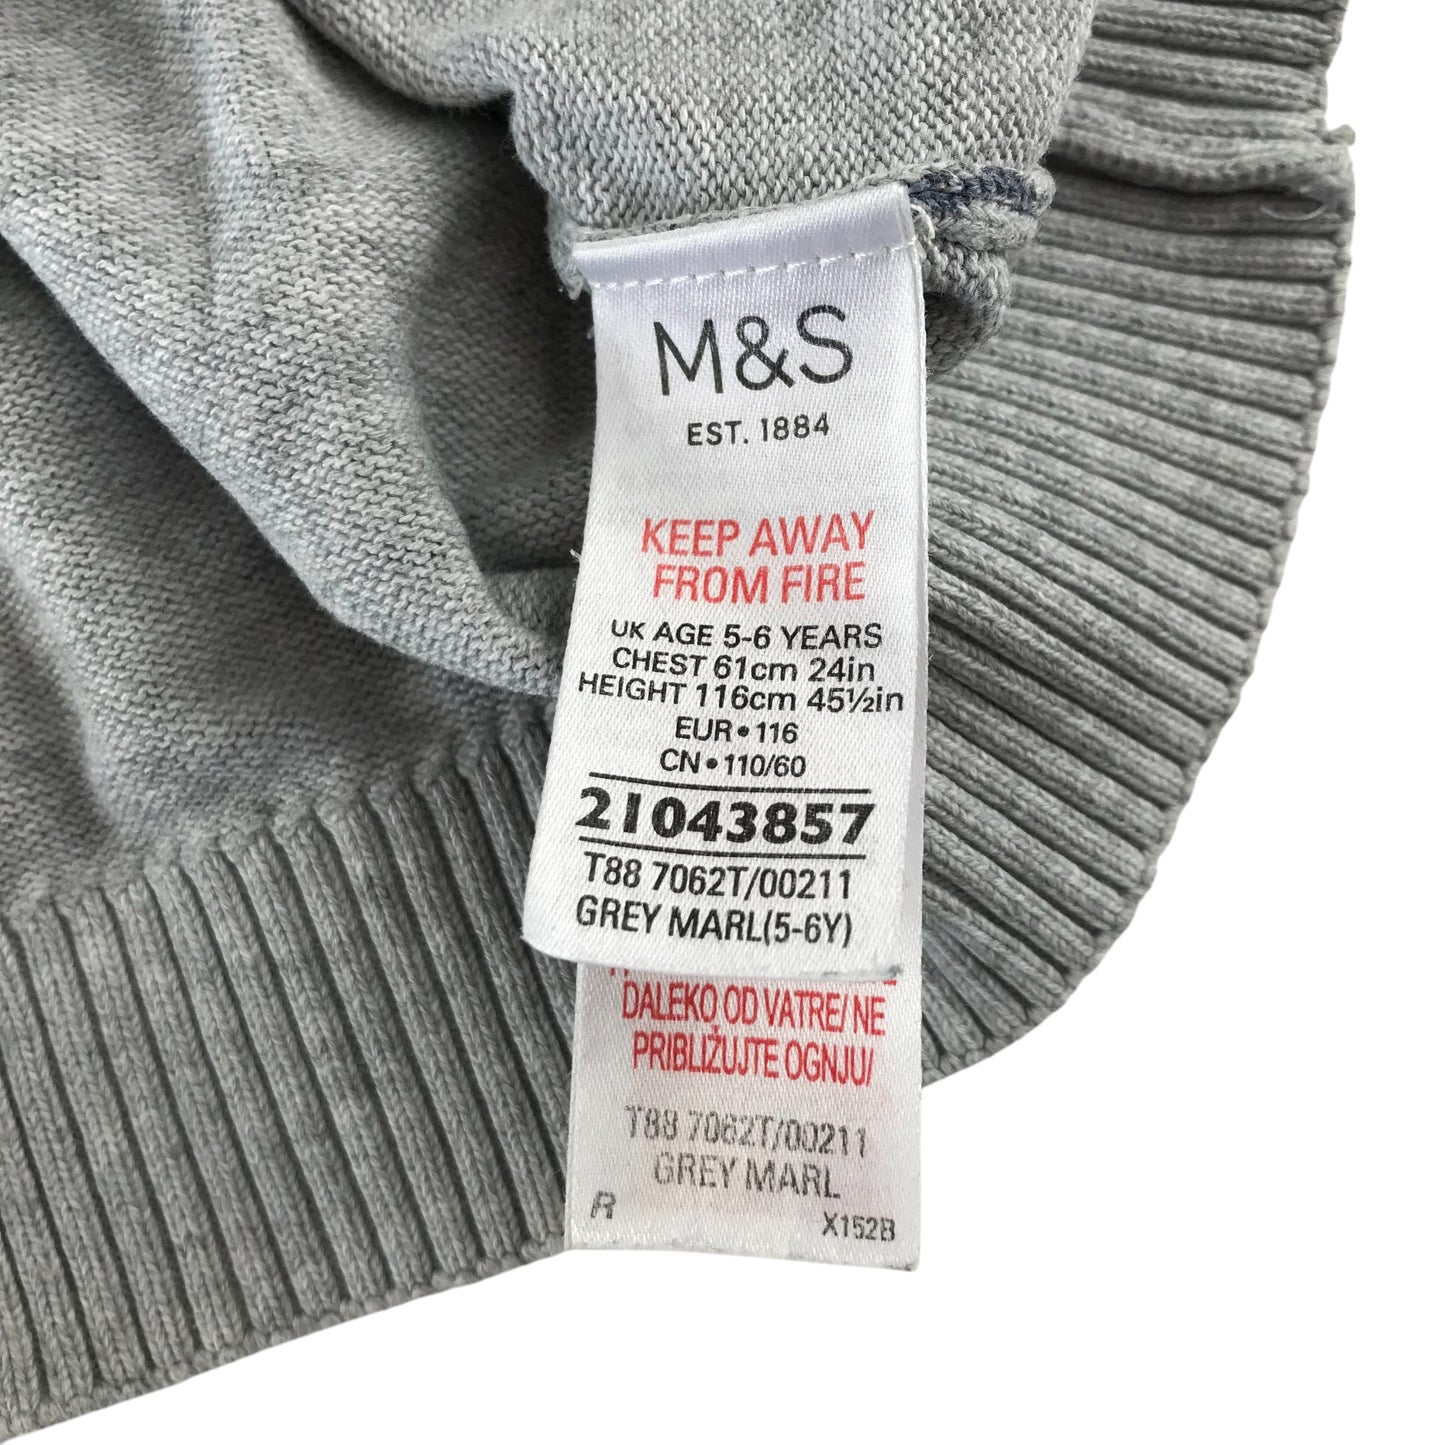 M&S
EST. 1884
KEEP AWAY
FROM FIRE
UK AGE 5-6 YEARS
CHEST 61cm 24in
HEIGHT 116cm 45½in
EUR•116
CN•110/60
21043857
T88 7062T/00211
GREY MARL(5-6Y)
DALEKO OD VATRE/ NE
PRIBLIŽUJTE OGNJU/
T88 7062T/00211
GREY MARL
R
X152B